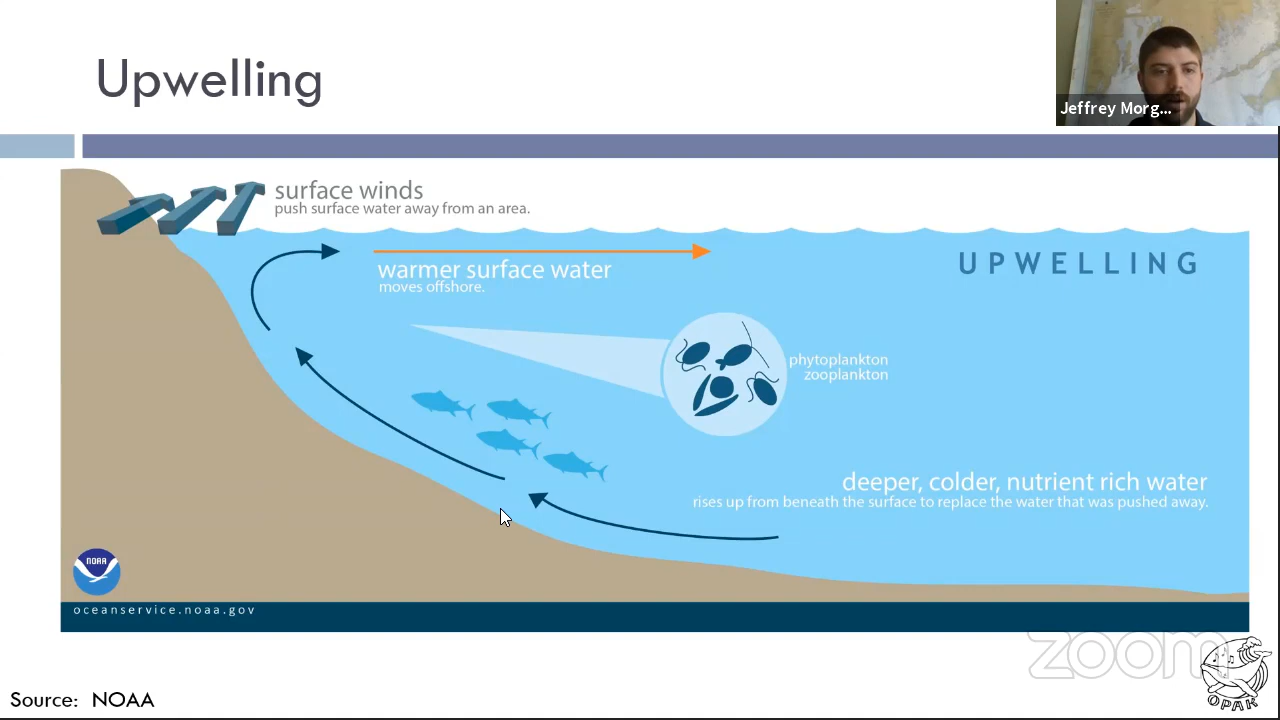 Upwelling
Jeffrey Morg...
surface winds
push surface water away from an area.
warmer surface water
moves offshore.
UPWELLING
phytoplankton
zooplankton
deeper, colder, nutrient rich water
rises up from beneath the surface to replace the water that was pushed away.
NOAA
oceanservice.noaa.gov
zoom
OPAK
Source: NOAA